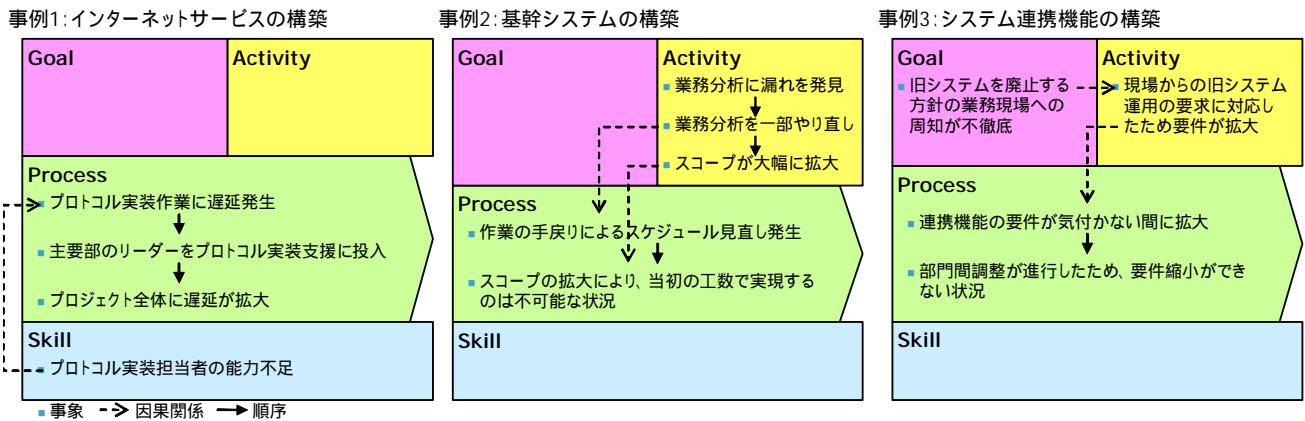 事例1:インターネットサービスの構築
Goal
Activity
Process
プロトコル実装作業に遅延発生
主要部のリーダーをプロトコル実装支援に投入
プロジェクト全体に遅延が拡大
Skill
プロトコル実装担当者の能力不足
事象 因果関係 順序
事例2:基幹システムの構築
Goal
Activity
業務分析に漏れを発見
業務分析を一部やり直し
スコープが大幅に拡大
Process
作業の手戻りによるスケジュール見直し発生
スコープの拡大により、当初の工数で実現する
のは不可能な状況
Skill
事例3:システム連携機能の構築
Goal
旧システムを廃止する
方針の業務現場への
周知が不徹底
Activity
現場からの旧システム
運用の要求に対応し
たため要件が拡大
Process
連携機能の要件が気付かない間に拡大
部門間調整が進行したため、要件縮小ができ
ない状況
Skill